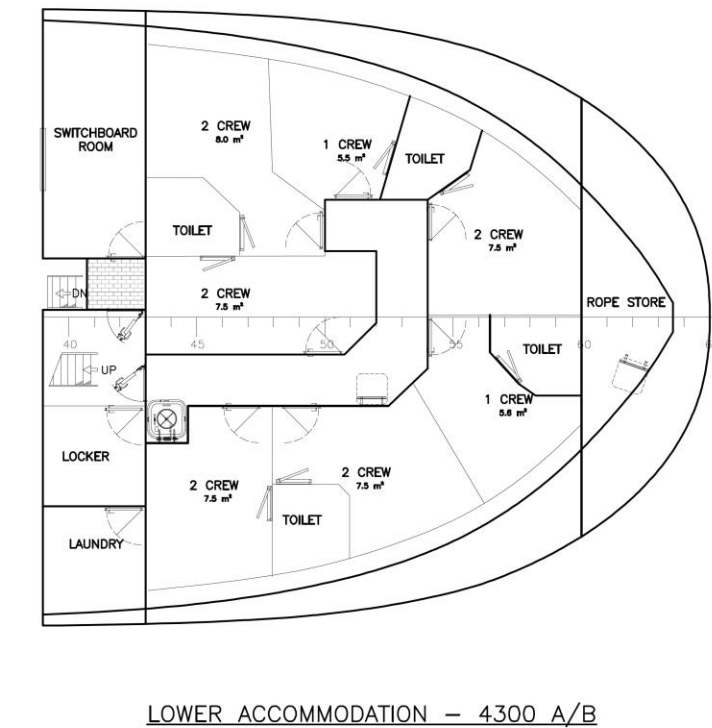 SWITCHBOARD
ROOM
2 CREW
8.0 m²
1 CREW
5.5 m²
TOILET
TOILET
2 CREW
7.5 m²
2 CREW
7.5 m²
DN
ROPE STORE
40
45
50
55
60
6
UP
TOILET
1 CREW
5.6 m²
LOCKER
2 CREW
7.5 m²
2 CREW
7.5 m²
TOILET
LAUNDRY
LOWER ACCOMMODATION - 4300 A/B